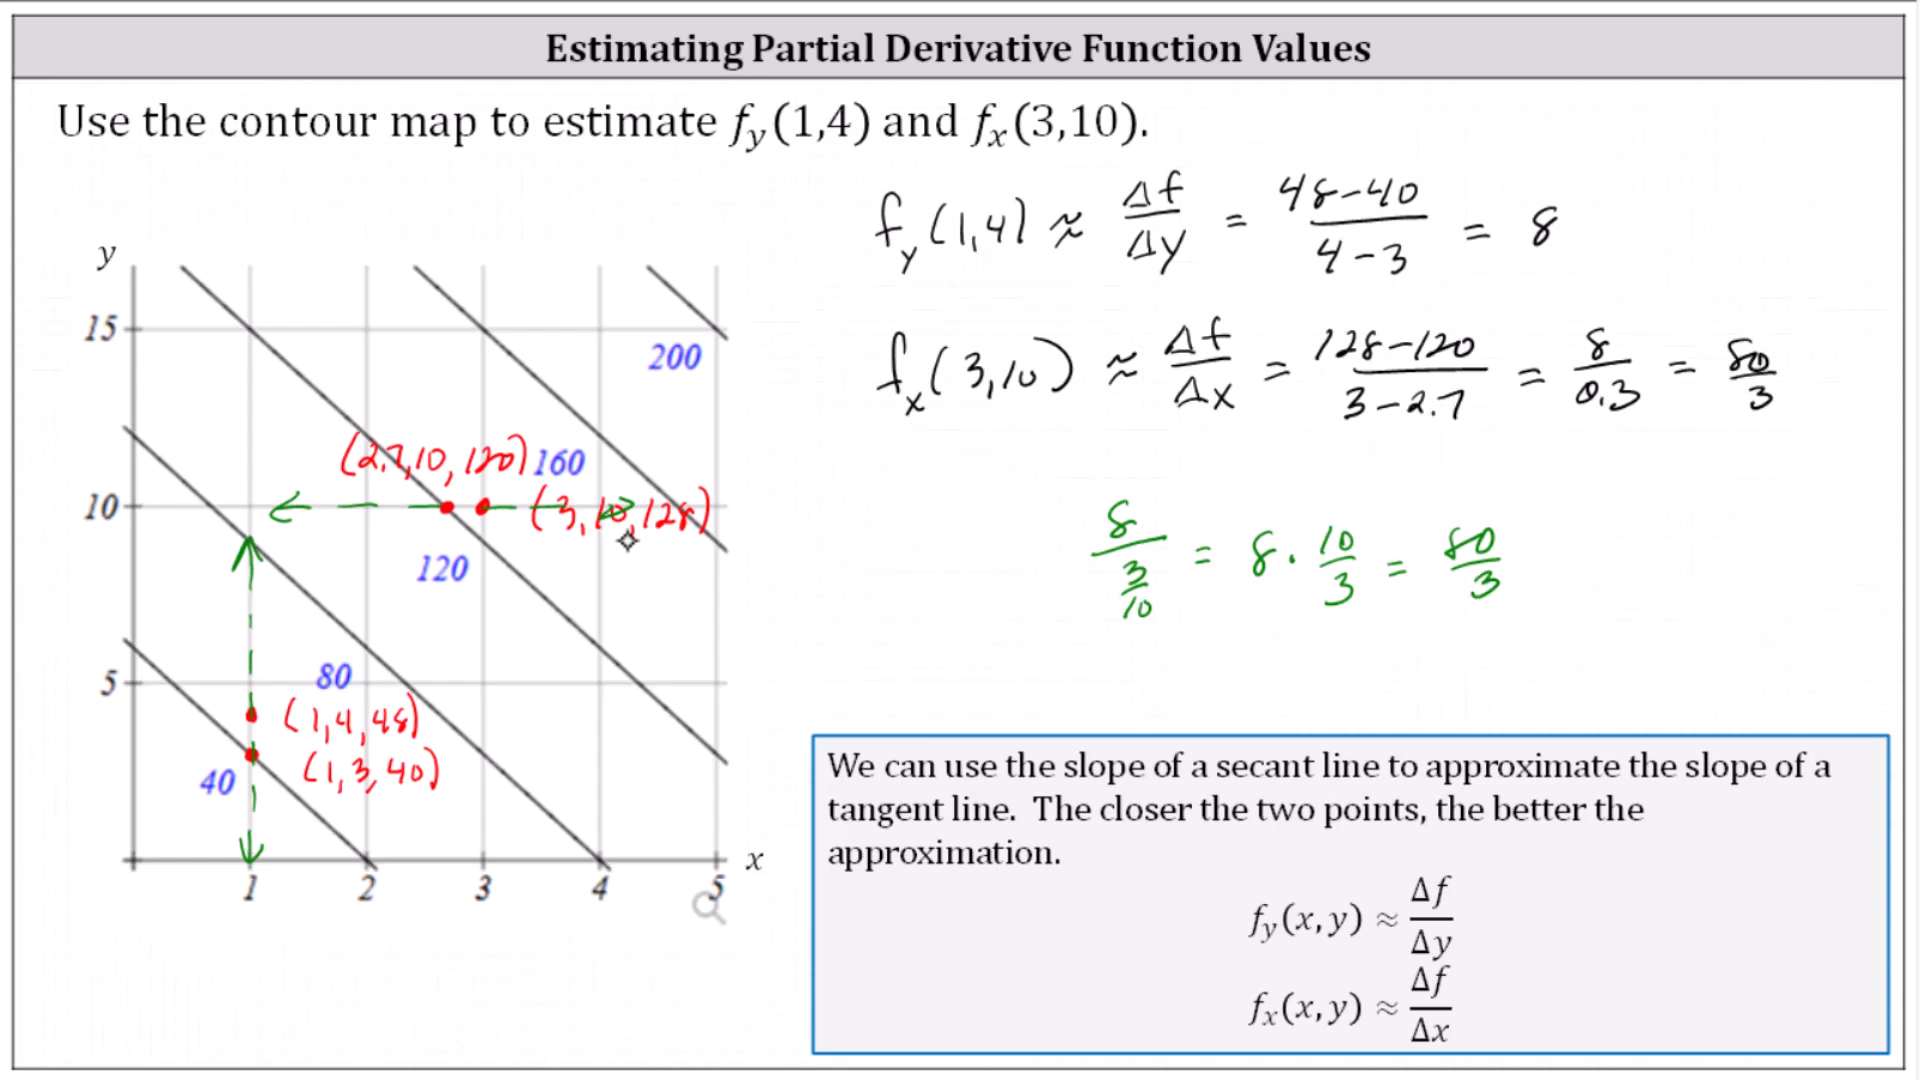 Estimating Partial Derivative Function Values
Use the contour map to estimate f_y(1,4) and f_x(3,10).
f_y(1,4) ≈ Δf/Δy = (48-40)/(4-3) = 8
f_x(3,10) ≈ Δf/Δx = (128-120)/(3-2.7) = 8/0.3 = 80/3
8/(3/10) = 8 · 10/3 = 80/3
y
15
200
(2.7,10,120) 160
10
(3,10,128)
120
5
80
(1,4,48)
(1,3,40)
40
x
1 2 3 4 5
We can use the slope of a secant line to approximate the slope of a
tangent line. The closer the two points, the better the
approximation.
f_y(x,y) ≈ Δf/Δy
f_x(x,y) ≈ Δf/Δx